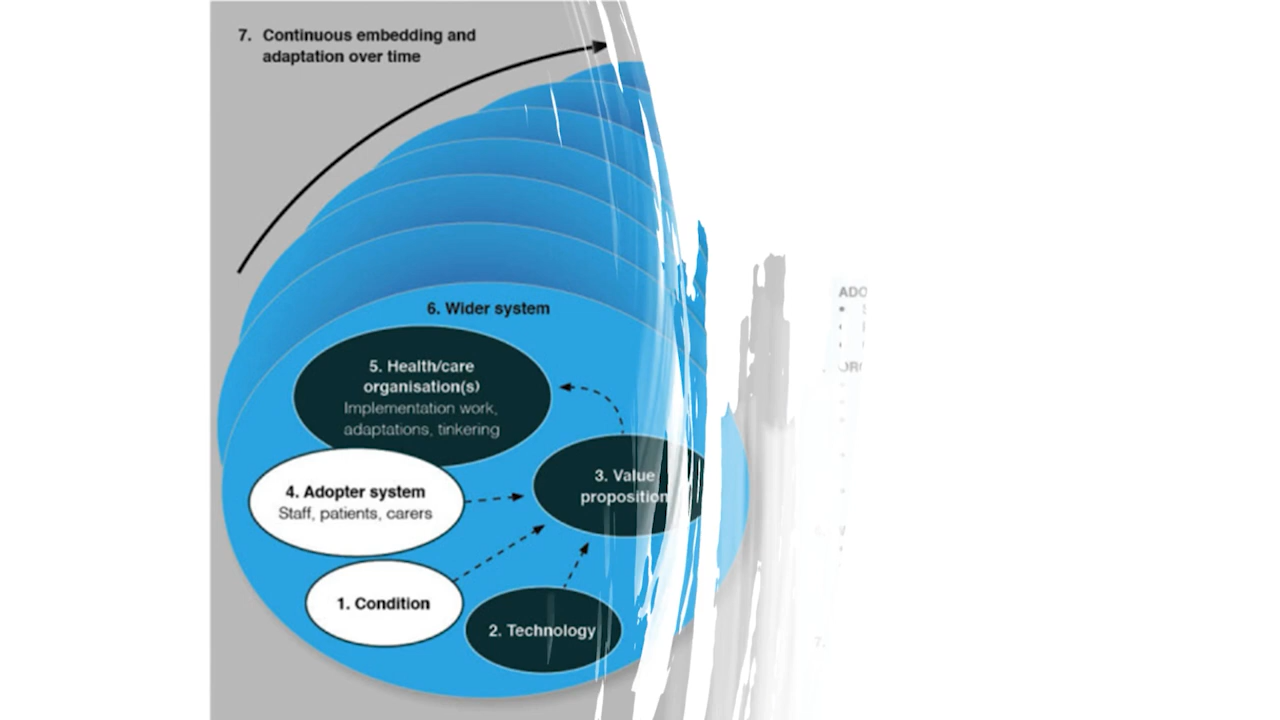 7. Continuous embedding and
adaptation over time
6. Wider system
5. Health/care
organisation(s)
Implementation work,
adaptations, tinkering
3. Value
proposition
4. Adopter system
Staff, patients, carers
1. Condition
2. Technology
7.